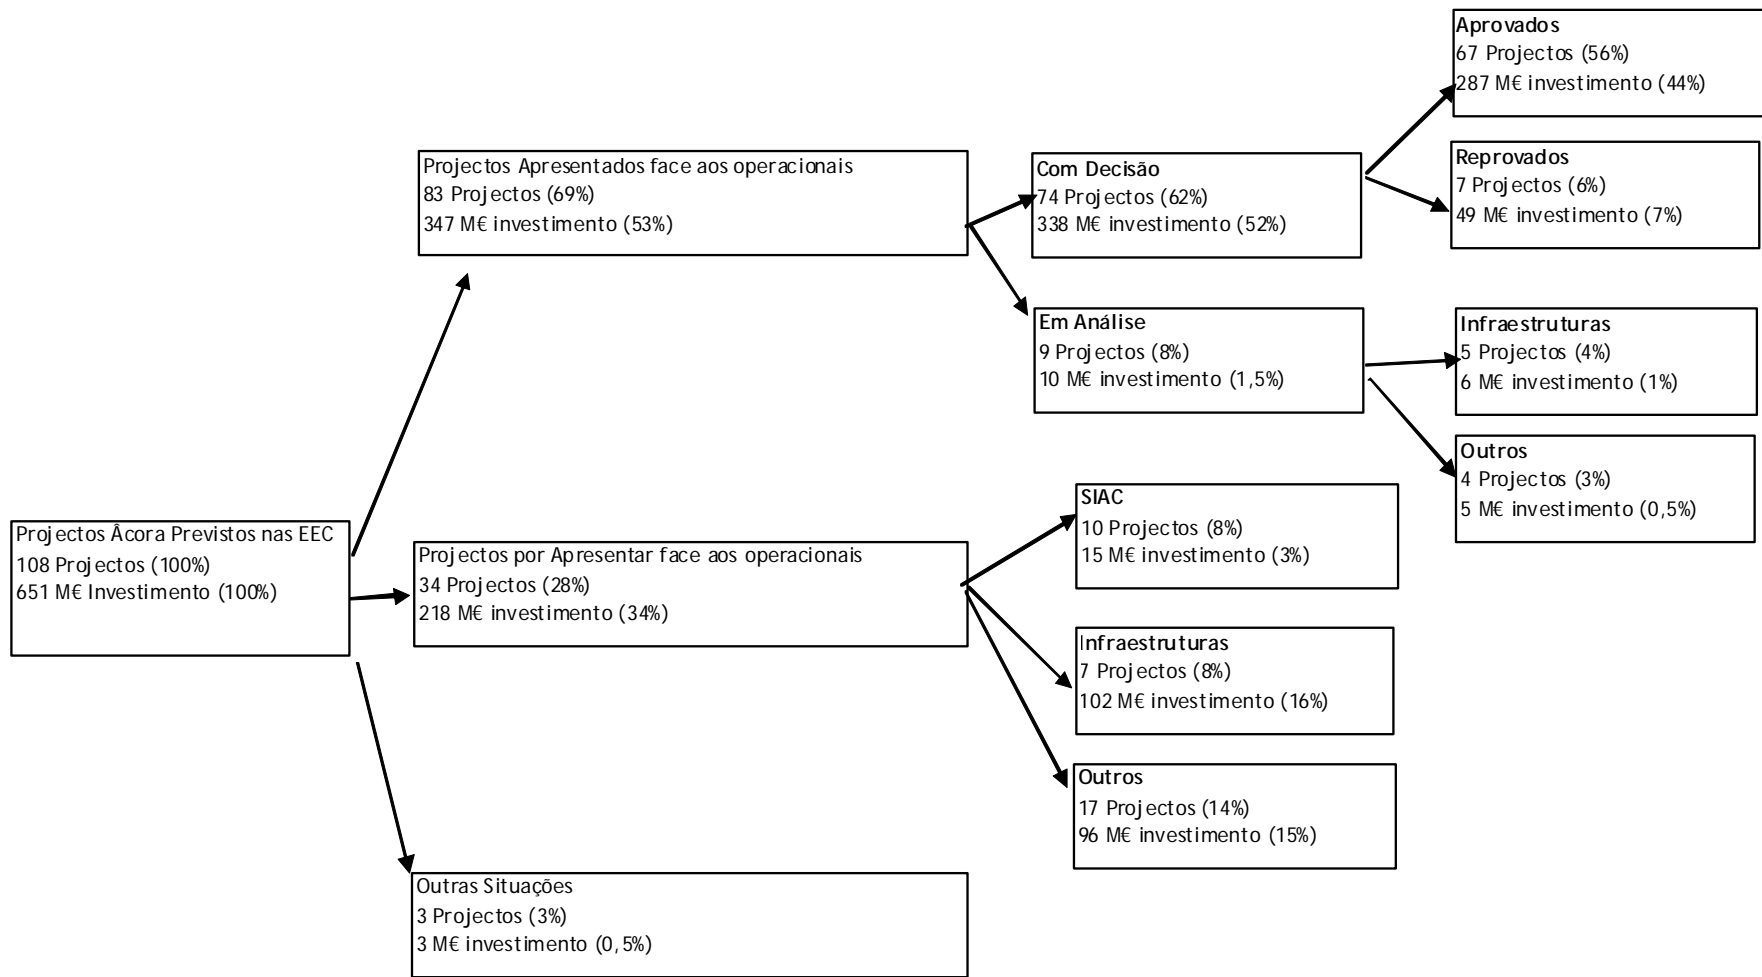 Projectos Âcora Previstos nas EEC
108 Projectos (100%)
651 M€ Investimento (100%)
Projectos Apresentados face aos operacionais
83 Projectos (69%)
347 M€ investimento (53%)
Com Decisão
74 Projectos (62%)
338 M€ investimento (52%)
Aprovados
67 Projectos (56%)
287 M€ investimento (44%)
Reprovados
7 Projectos (6%)
49 M€ investimento (7%)
Em Análise
9 Projectos (8%)
10 M€ investimento (1,5%)
Infraestruturas
5 Projectos (4%)
6 M€ investimento (1%)
Outros
4 Projectos (3%)
5 M€ investimento (0,5%)
Projectos por Apresentar face aos operacionais
34 Projectos (28%)
218 M€ investimento (34%)
SIAC
10 Projectos (8%)
15 M€ investimento (3%)
Infraestruturas
7 Projectos (8%)
102 M€ investimento (16%)
Outros
17 Projectos (14%)
96 M€ investimento (15%)
Outras Situações
3 Projectos (3%)
3 M€ investimento (0,5%)